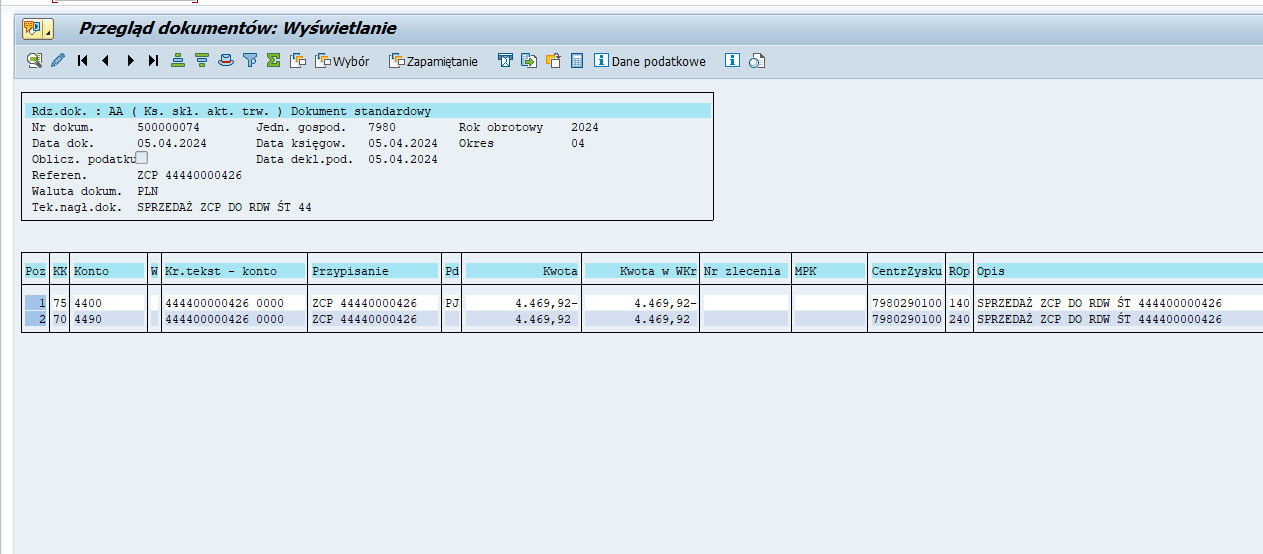 Przegląd dokumentów: Wyświetlanie
Wybór Zapamiętanie Dane podatkowe
Rdz.dok. : AA ( Ks. skł. akt. trw. ) Dokument standardowy
Nr dokum. 500000074 Jedn. gospod. 7980 Rok obrotowy 2024
Data dok. 05.04.2024 Data księgow. 05.04.2024 Okres 04
Oblicz. podatku Data dekl.pod. 05.04.2024
Referen. ZCP 44440000426
Waluta dokum. PLN
Tek.nagł.dok. SPRZEDAŻ ZCP DO RDW ŚT 44
Poz KK Konto W Kr.tekst - konto Przypisanie Pd Kwota Kwota w WKr Nr zlecenia MPK CentrZysku ROp Opis
1 75 4400 444400000426 0000 ZCP 44440000426 PJ 4.469,92- 4.469,92- 7980290100 140 SPRZEDAŻ ZCP DO RDW ŚT 444400000426
2 70 4490 444400000426 0000 ZCP 44440000426 4.469,92 4.469,92 7980290100 240 SPRZEDAŻ ZCP DO RDW ŚT 444400000426